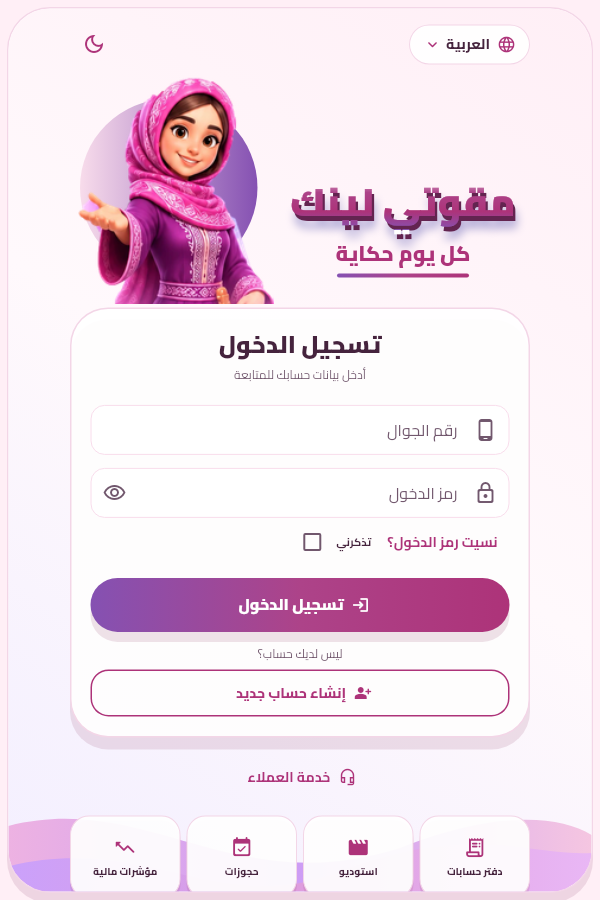 العربية
مقوتي لينك
كل يوم حكاية
تسجيل الدخول
أدخل بيانات حسابك للمتابعة
رقم الجوال
رمز الدخول
نسيت رمز الدخول؟
تذكرني
تسجيل الدخول
ليس لديك حساب؟
إنشاء حساب جديد
خدمة العملاء
دفتر حسابات
استوديو
حجوزات
مؤشرات مالية